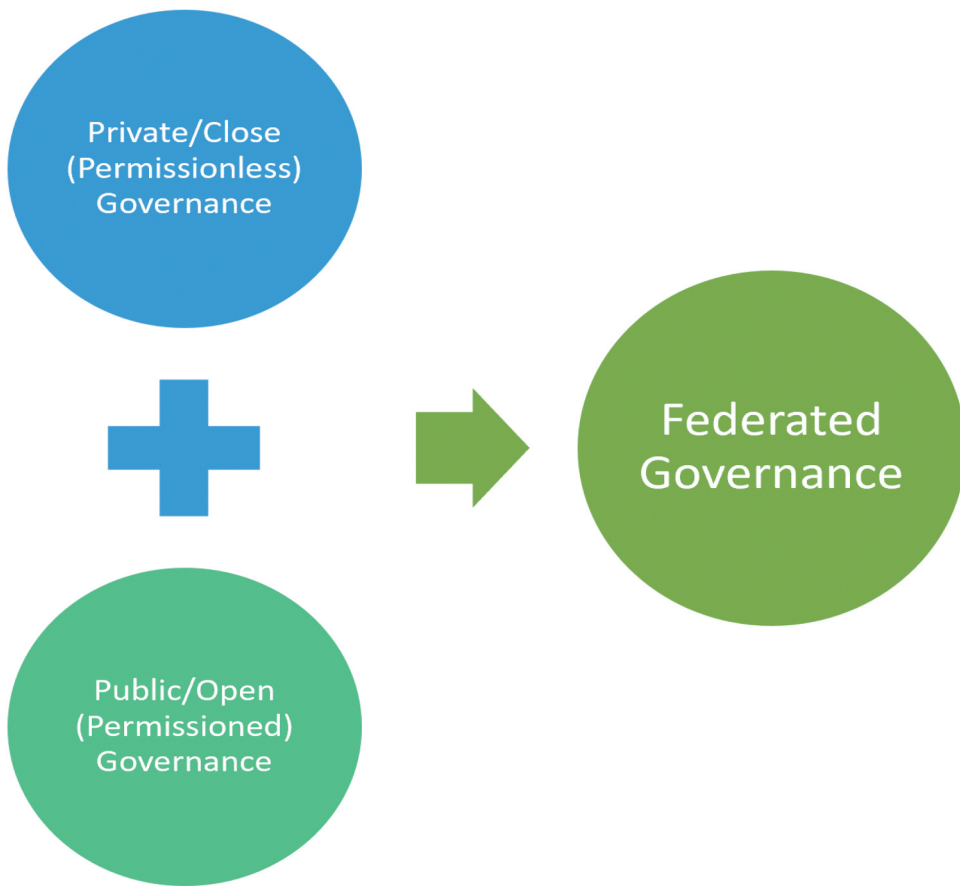 Private/Close
(Permissionless)
Governance
Federated
Governance
Public/Open
(Permissioned)
Governance